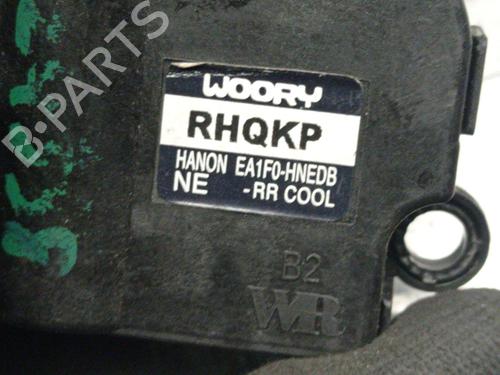 B-PARTS
WOORY
RHQKP
HANON EA1F0-HNEDB
NE -RR COOL
B2
WR